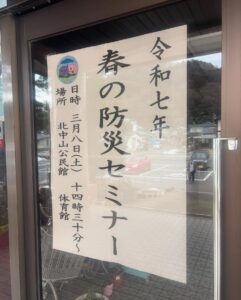 令和七年
春の防災セミナー
日時 三月八日(土) 十四時三十分~
場所 北中山公民館 体育館